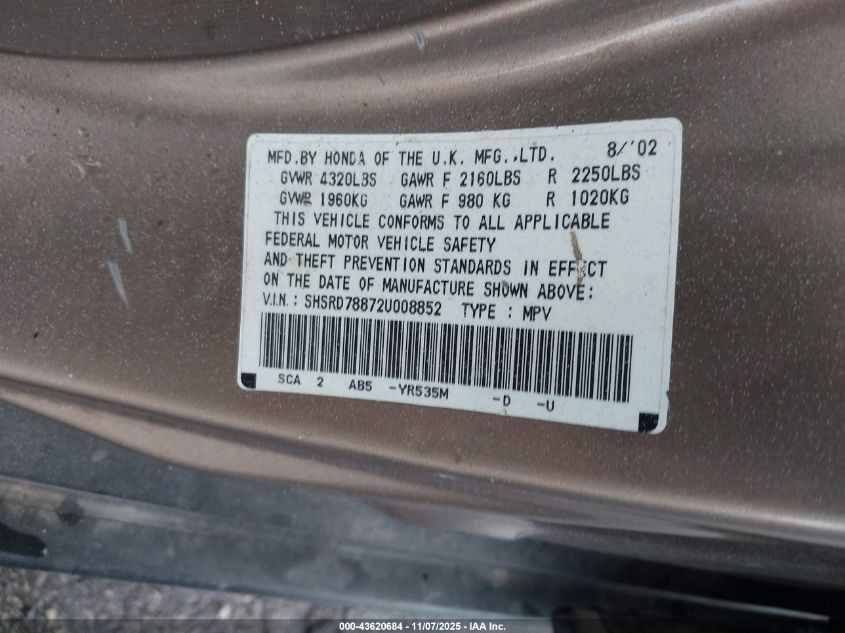 MFD.BY HONDA OF THE U.K. MFG.,LTD. 8/'02
GVWR 4320LBS GAWR F 2160LBS R 2250LBS
GVWR 1960KG GAWR F 980 KG R 1020KG
THIS VEHICLE CONFORMS TO ALL APPLICABLE
FEDERAL MOTOR VEHICLE SAFETY
AND THEFT PREVENTION STANDARDS IN EFFECT
ON THE DATE OF MANUFACTURE SHOWN ABOVE:
V.I.N.: SHSRD78872U008852 TYPE : MPV
SCA 2 AB5 -YR535M -D -U
000-43620684 - 11/07/2025 - IAA Inc.